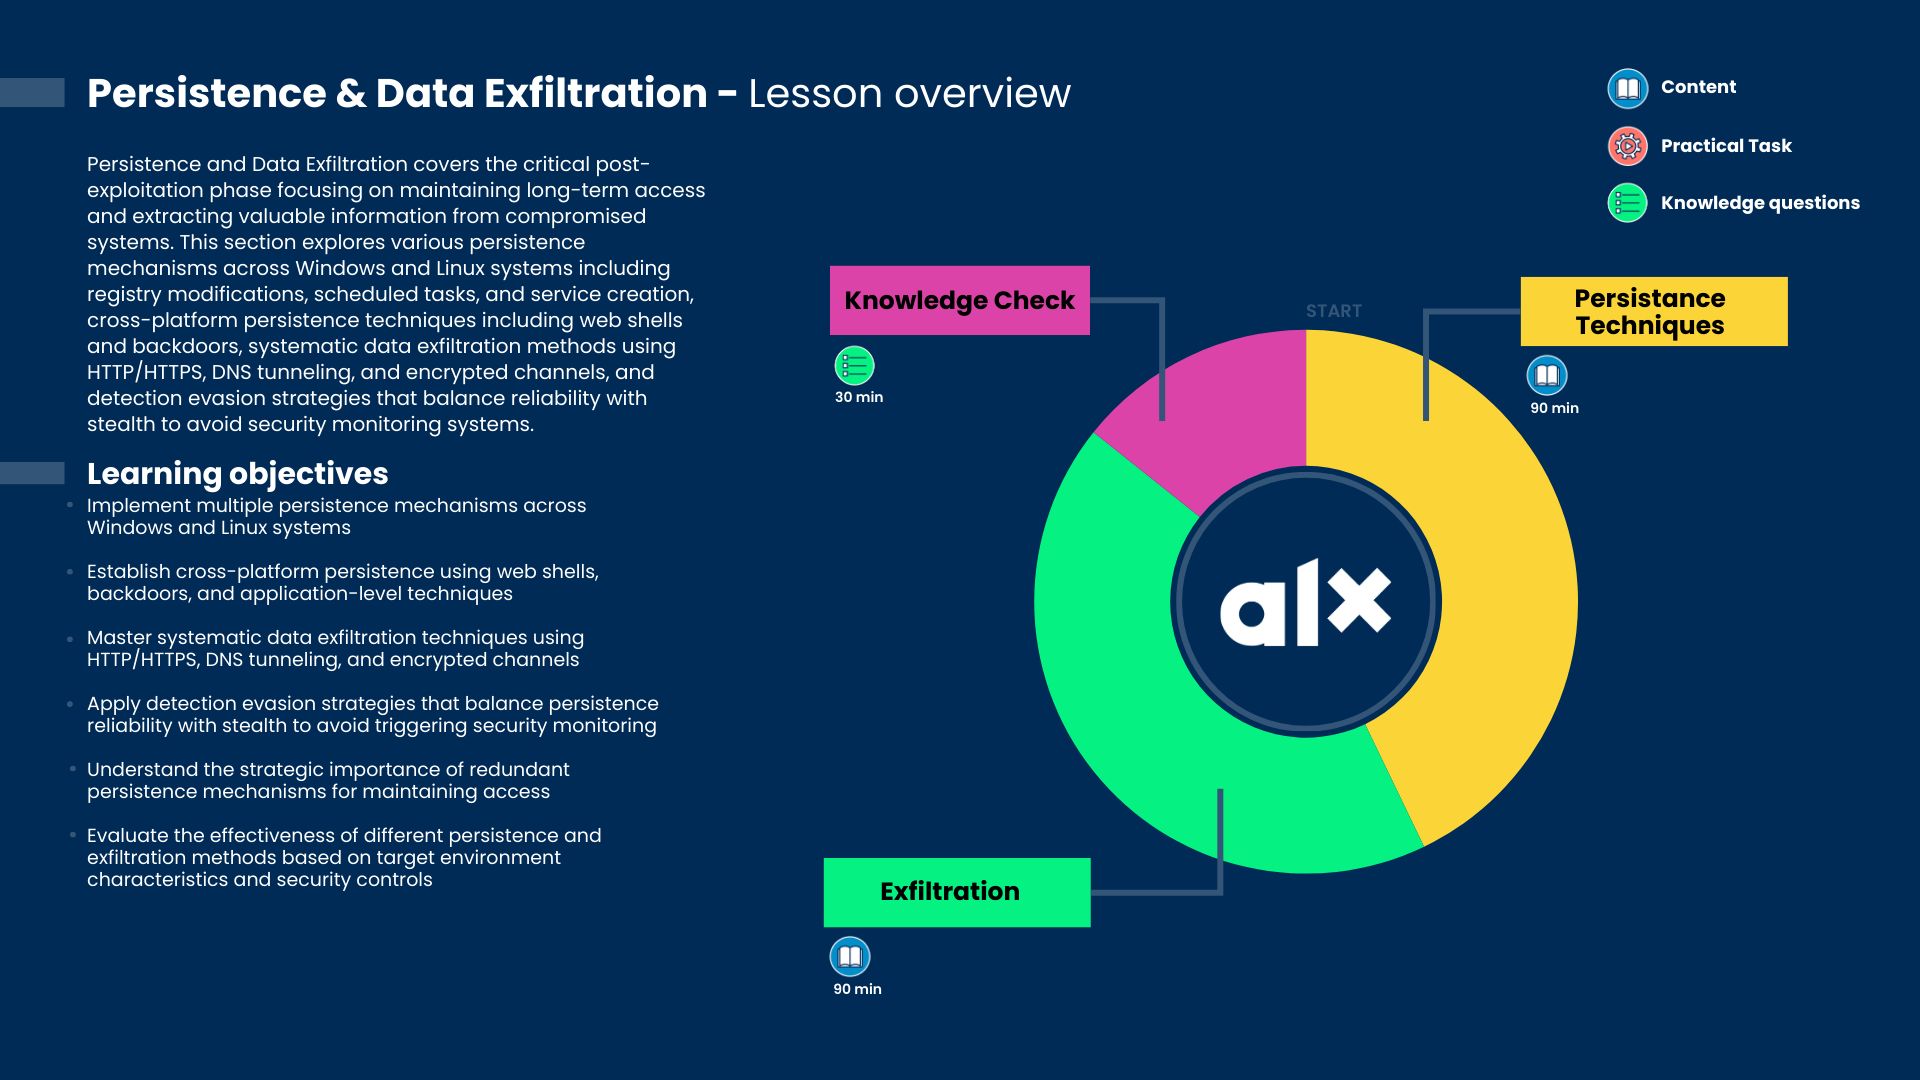 Persistence & Data Exfiltration - Lesson overview
Persistence and Data Exfiltration covers the critical post-
exploitation phase focusing on maintaining long-term access
and extracting valuable information from compromised
systems. This section explores various persistence
mechanisms across Windows and Linux systems including
registry modifications, scheduled tasks, and service creation,
cross-platform persistence techniques including web shells
and backdoors, systematic data exfiltration methods using
HTTP/HTTPS, DNS tunneling, and encrypted channels, and
detection evasion strategies that balance reliability with
stealth to avoid security monitoring systems.
Learning objectives
Implement multiple persistence mechanisms across
Windows and Linux systems
Establish cross-platform persistence using web shells,
backdoors, and application-level techniques
Master systematic data exfiltration techniques using
HTTP/HTTPS, DNS tunneling, and encrypted channels
Apply detection evasion strategies that balance persistence
reliability with stealth to avoid triggering security monitoring
Understand the strategic importance of redundant
persistence mechanisms for maintaining access
Evaluate the effectiveness of different persistence and
exfiltration methods based on target environment
characteristics and security controls
Content
Practical Task
Knowledge questions
Knowledge Check
30 min
START
Persistance
Techniques
90 min
alx
Exfiltration
90 min